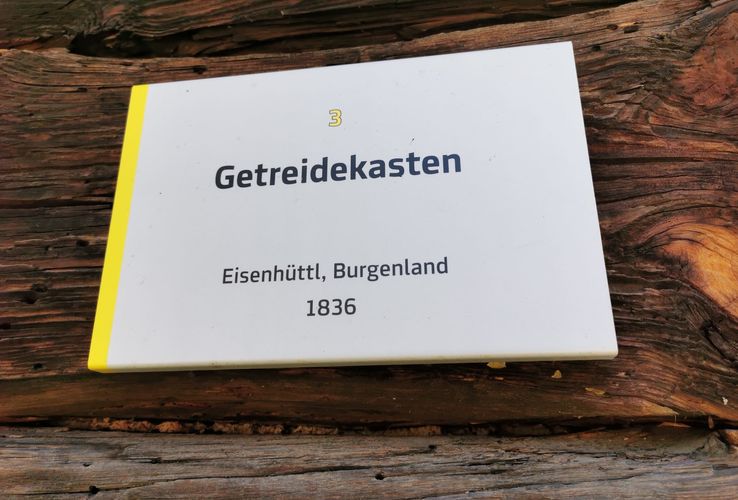 3
Getreidekasten
Eisenhüttl, Burgenland
1836